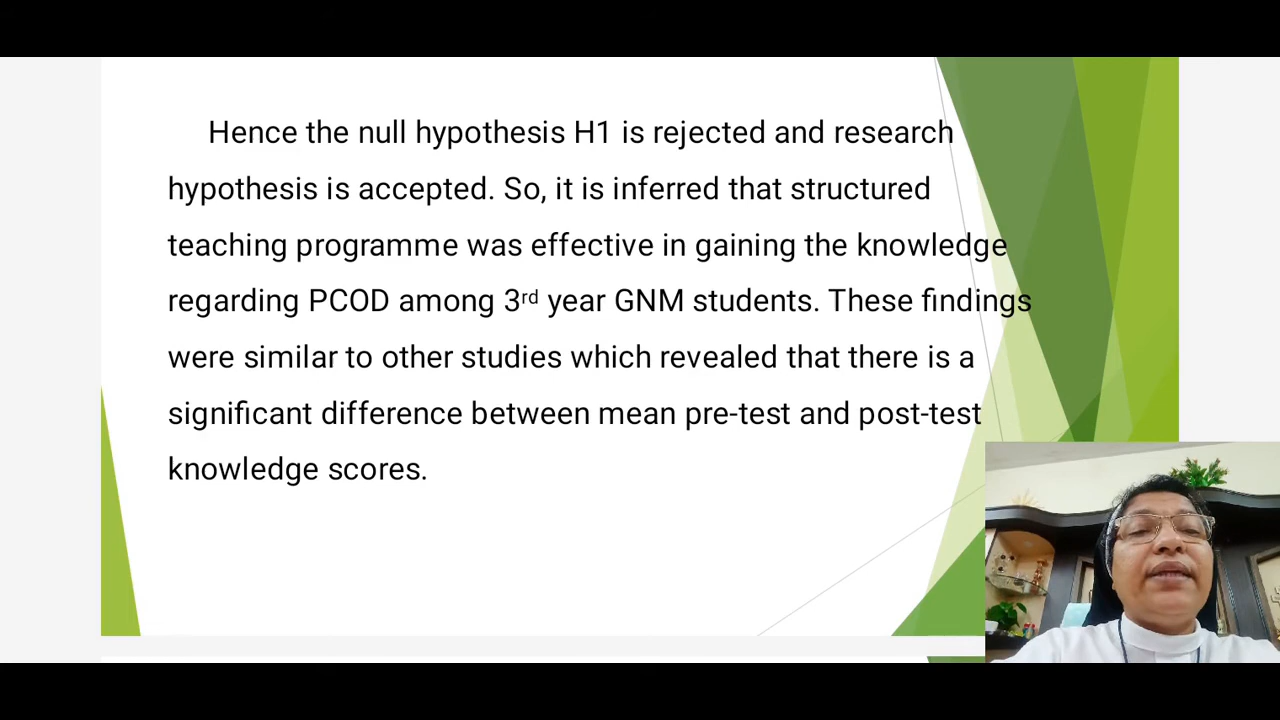 Hence the null hypothesis H1 is rejected and research
hypothesis is accepted. So, it is inferred that structured
teaching programme was effective in gaining the knowledge
regarding PCOD among 3rd year GNM students. These findings
were similar to other studies which revealed that there is a
significant difference between mean pre-test and post-test
knowledge scores.